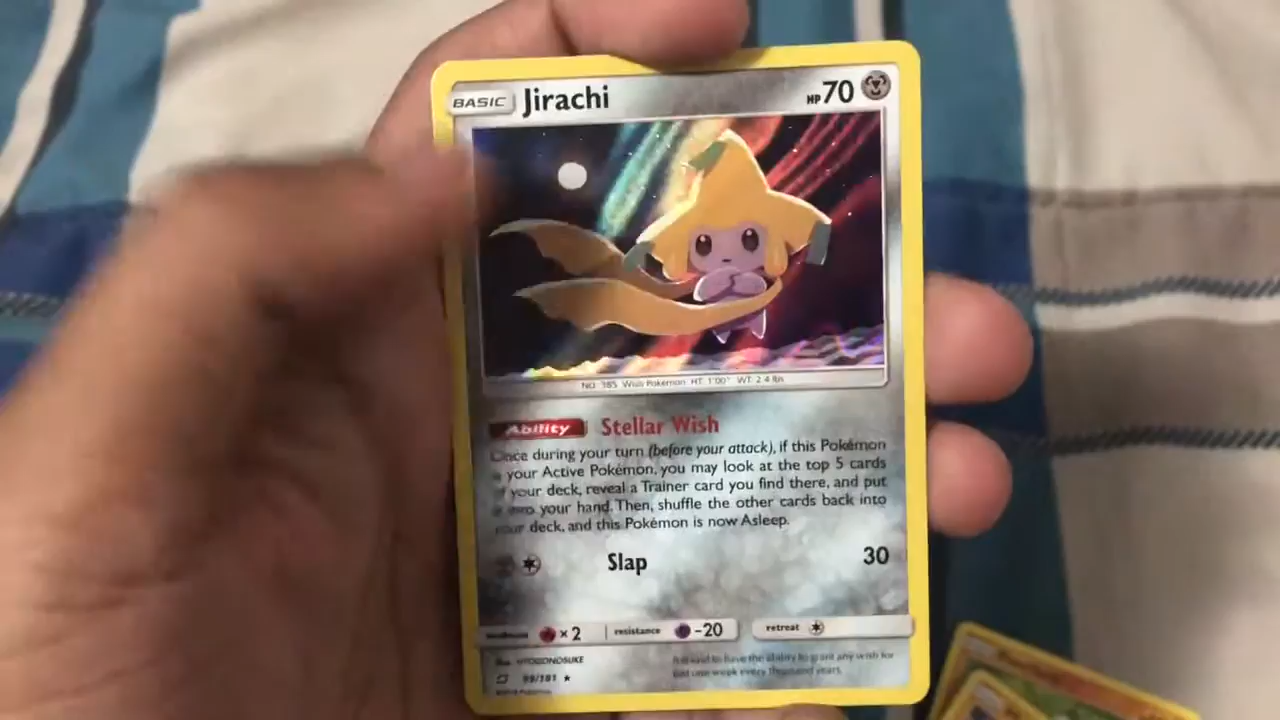 BASIC Jirachi HP 70
NO. 385 Wish Pokémon HT: 1'00" WT: 2.4 lbs
Ability Stellar Wish
Once during your turn (before your attack), if this Pokémon
your Active Pokémon, you may look at the top 5 cards
your deck, reveal a Trainer card you find there, and put
your hand. Then, shuffle the other cards back into
your deck, and this Pokémon is now Asleep.
Slap 30
weakness ×2 resistance -20 retreat
Illus. HYOGONOSUKE
99/181
It is said to have the ability to grant any wish for
just one week every thousand years.